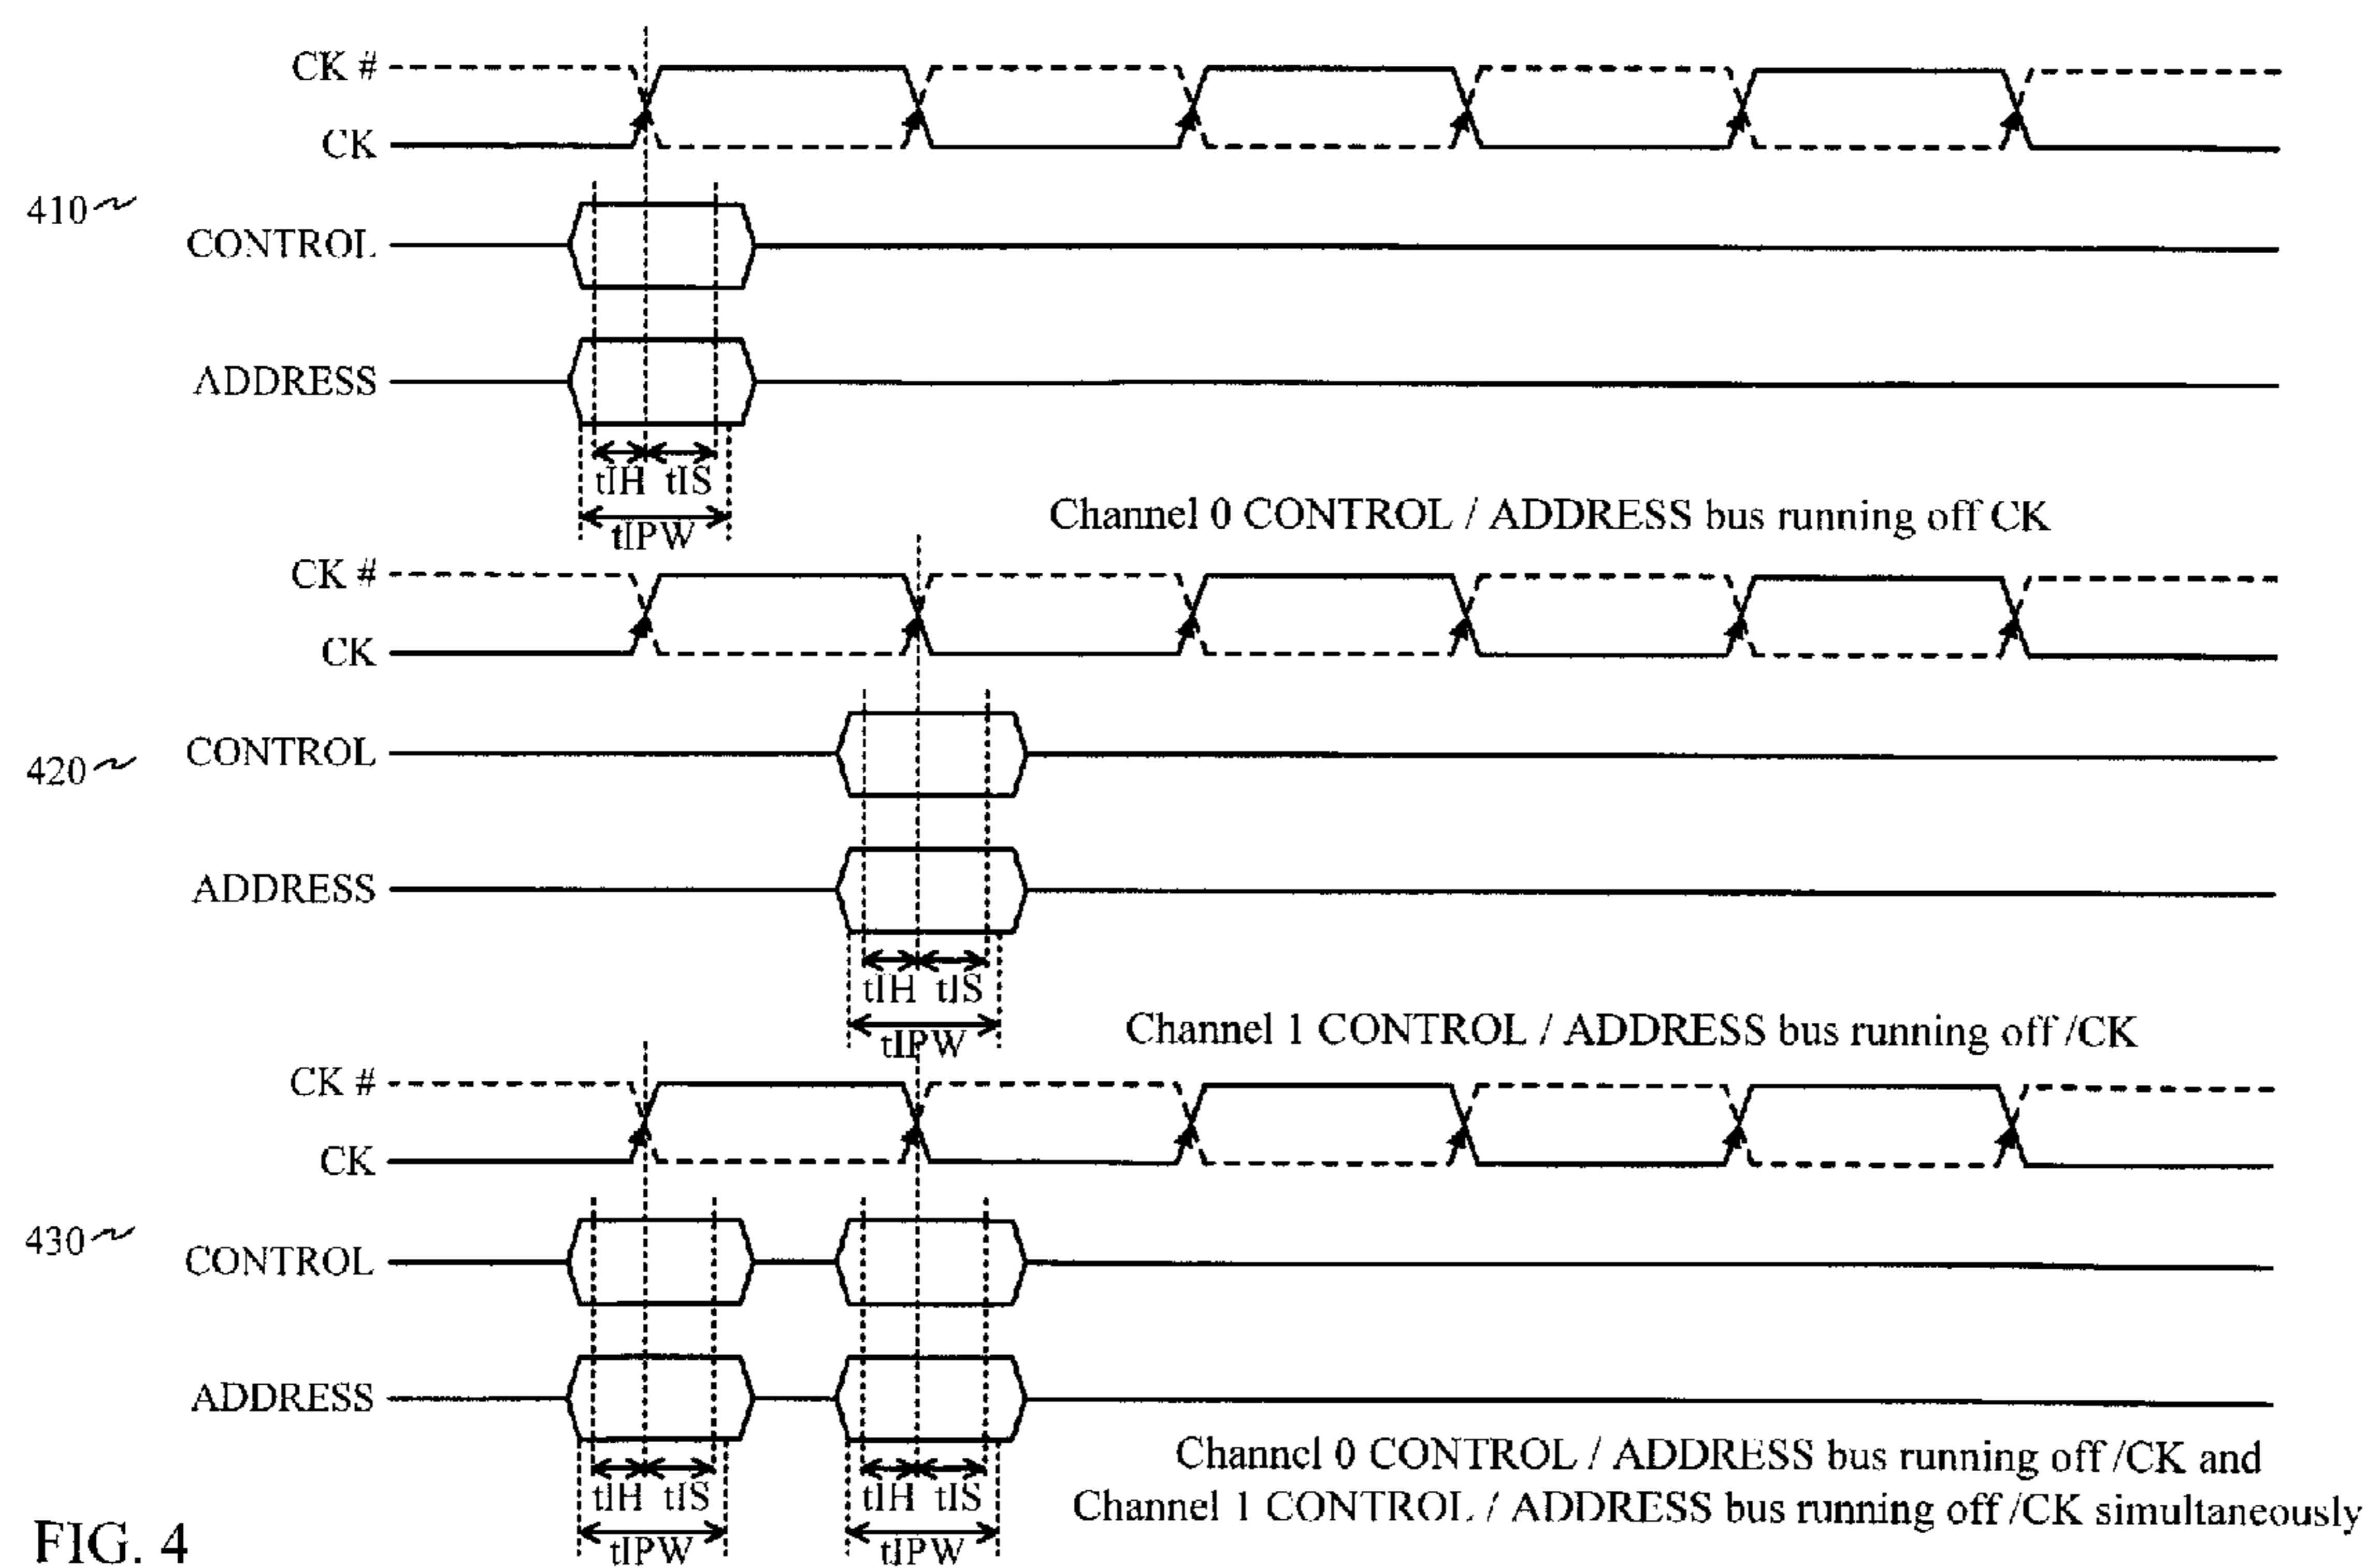 CK #
CK
410
CONTROL
ADDRESS
tIH tIS
tIPW
Channel 0 CONTROL / ADDRESS bus running off CK
CK #
CK
420
CONTROL
ADDRESS
tIH tIS
tIPW
Channel 1 CONTROL / ADDRESS bus running off /CK
CK #
CK
430
CONTROL
ADDRESS
tIH tIS tIH tIS
tIPW tIPW
Channel 0 CONTROL / ADDRESS bus running off /CK and
Channel 1 CONTROL / ADDRESS bus running off /CK simultaneously
FIG. 4